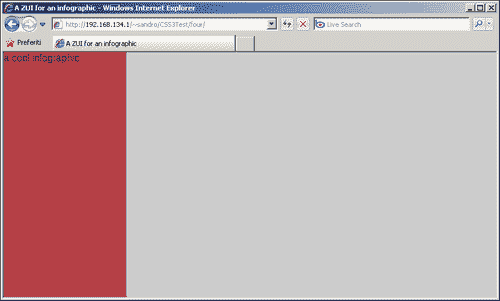 A ZUI for an infographic - Windows Internet Explorer
http://192.168.134.1/~sandro/CSS3Test/four/
Live Search
Preferiti
A ZUI for an infographic
a cool infographic